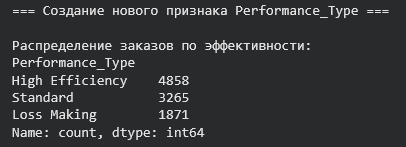 === Создание нового признака Performance_Type ===
Распределение заказов по эффективности:
Performance_Type
High Efficiency    4858
Standard           3265
Loss Making        1871
Name: count, dtype: int64